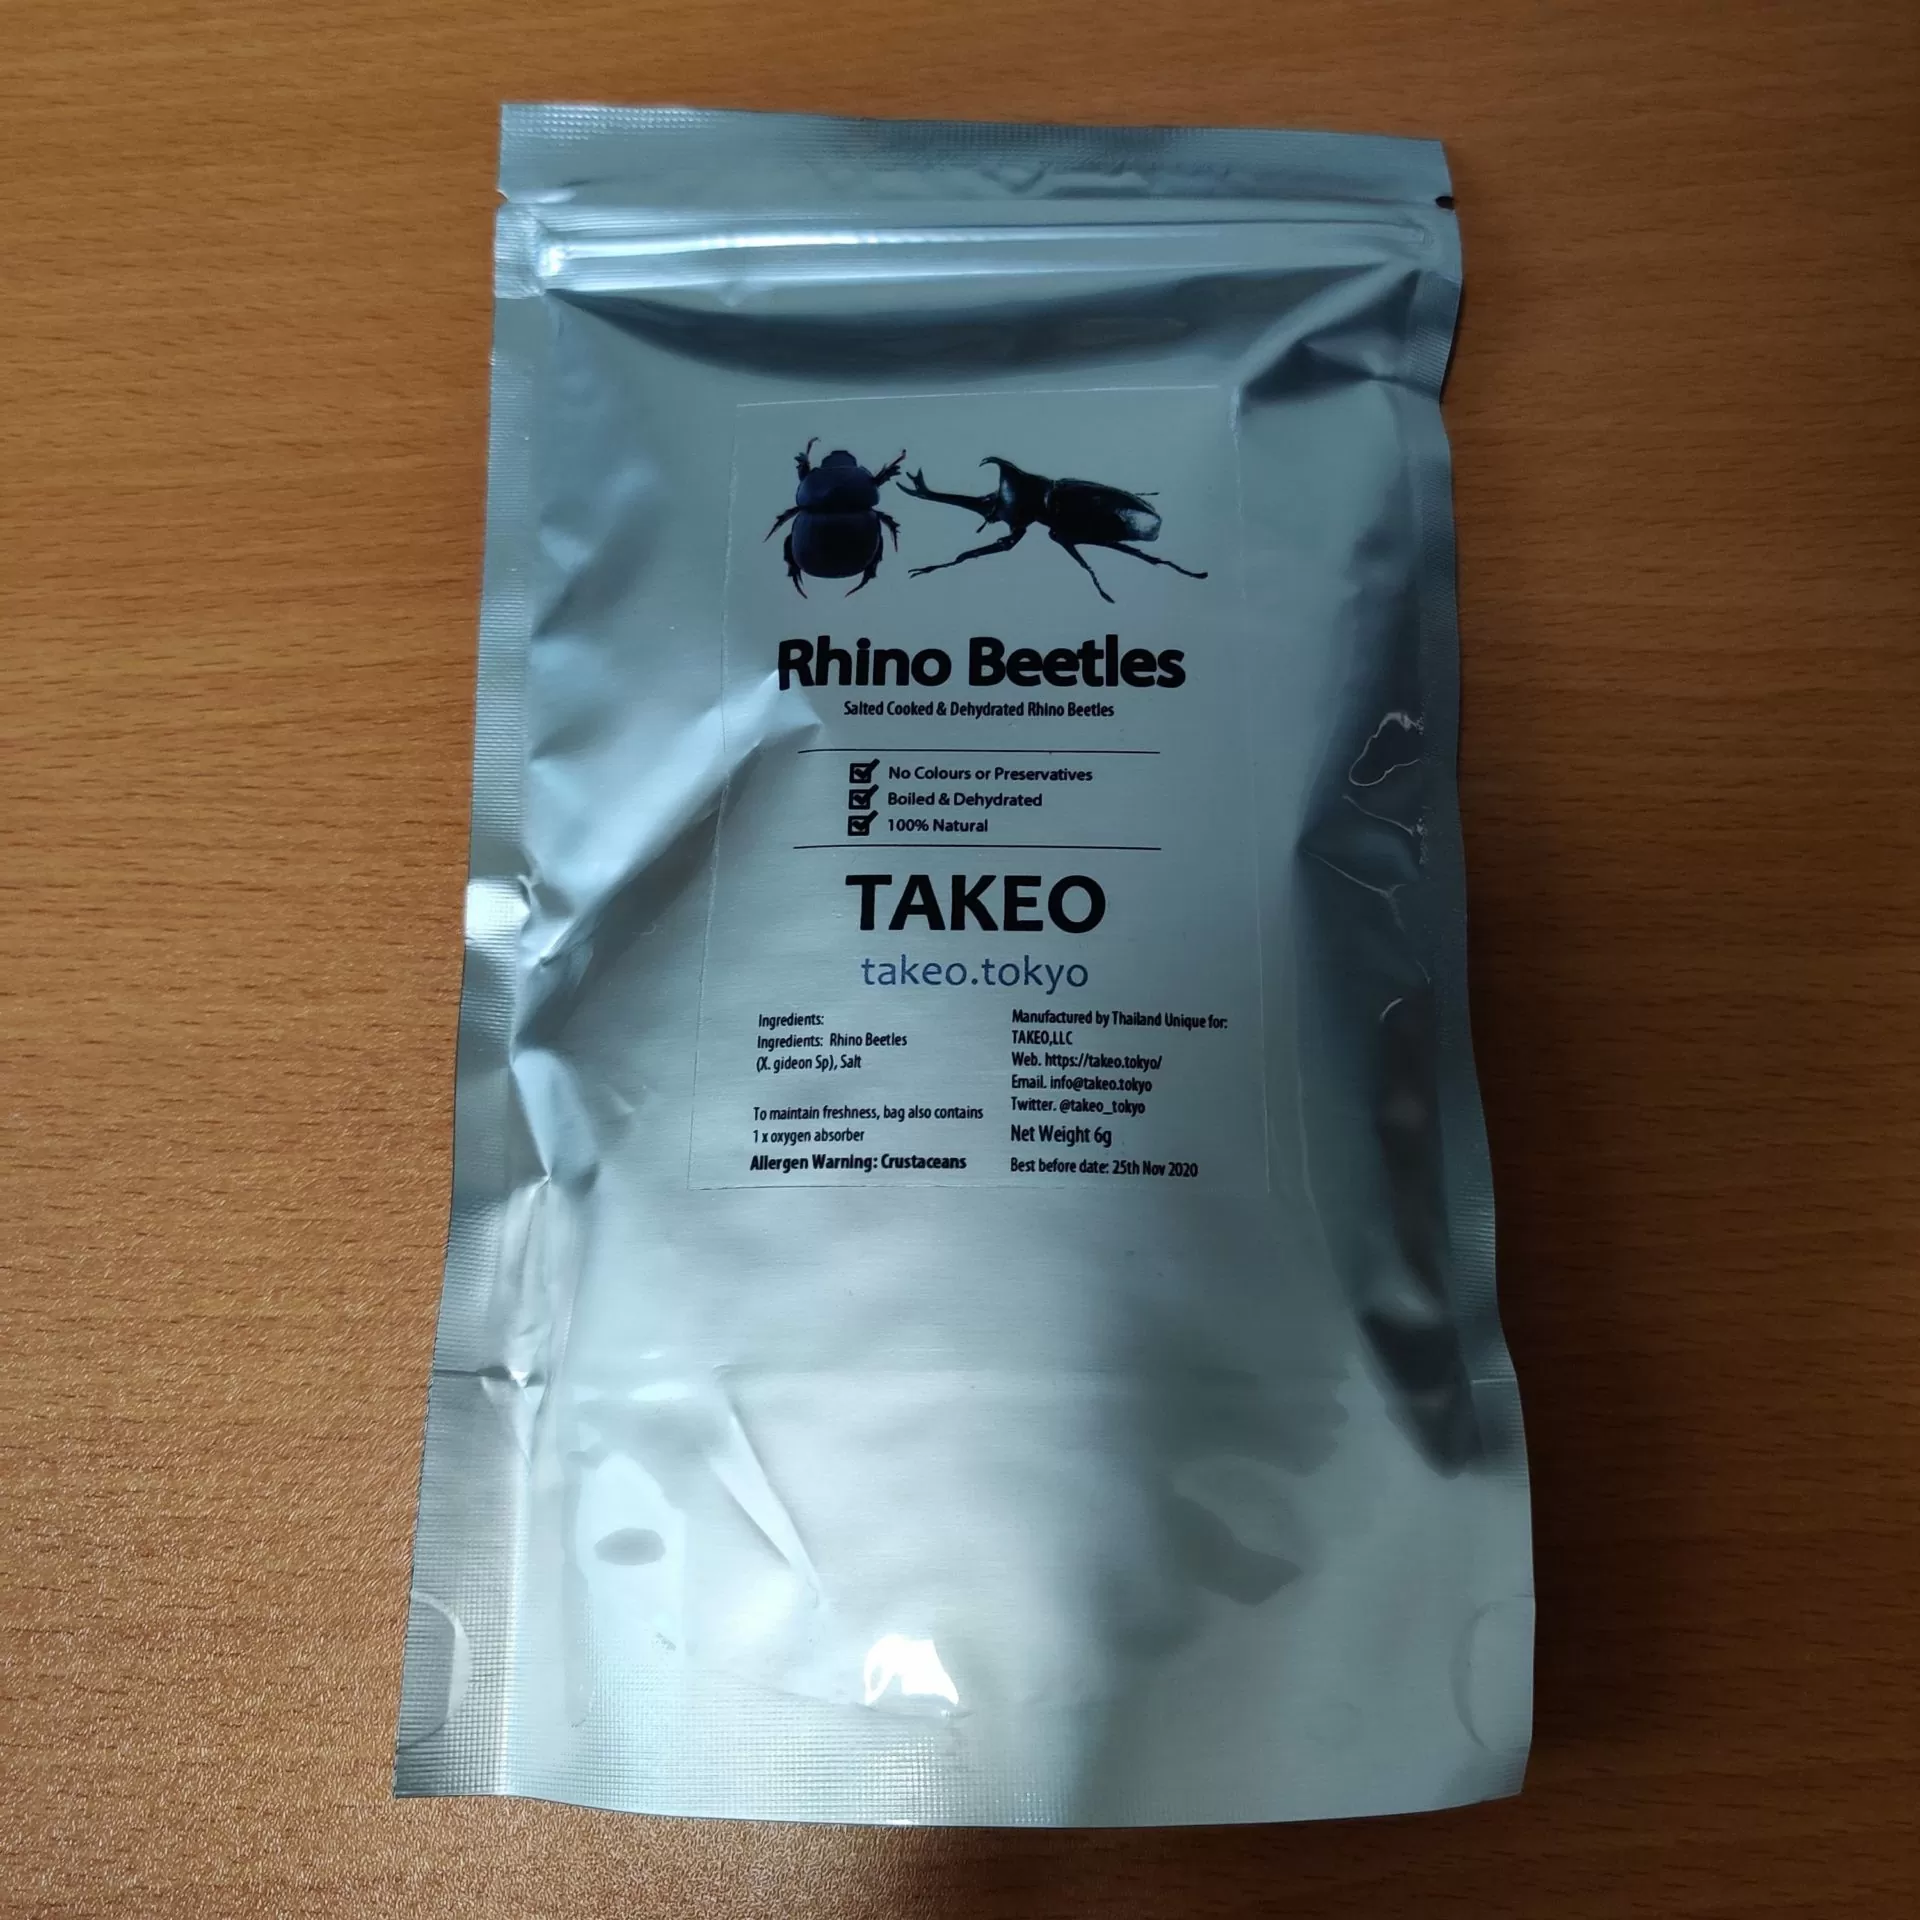 Rhino Beetles
Salted Cooked & Dehydrated Rhino Beetles
No Colours or Preservatives
Boiled & Dehydrated
100% Natural
TAKEO
takeo.tokyo
Ingredients:
Ingredients: Rhino Beetles
(X. gideon Sp), Salt
To maintain freshness, bag also contains
1 x oxygen absorber
Allergen Warning: Crustaceans
Manufactured by Thailand Unique for:
TAKEO,LLC
Web. https://takeo.tokyo/
Email. info@takeo.tokyo
Twitter. @takeo_tokyo
Net Weight 6g
Best before date: 25th Nov 2020